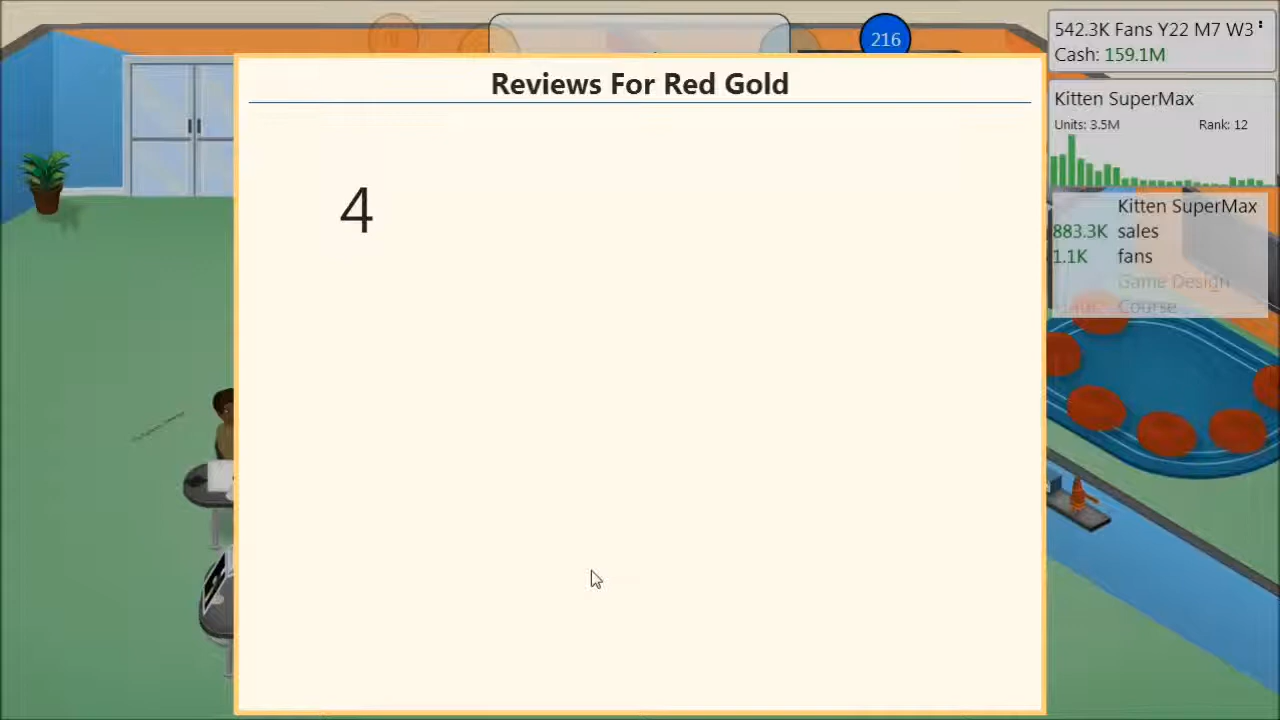 216
542.3K Fans Y22 M7 W3
Cash: 159.1M
Reviews For Red Gold
4
Kitten SuperMax
Units: 3.5M Rank: 12
Kitten SuperMax
883.3K sales
1.1K fans
Game Design
Course